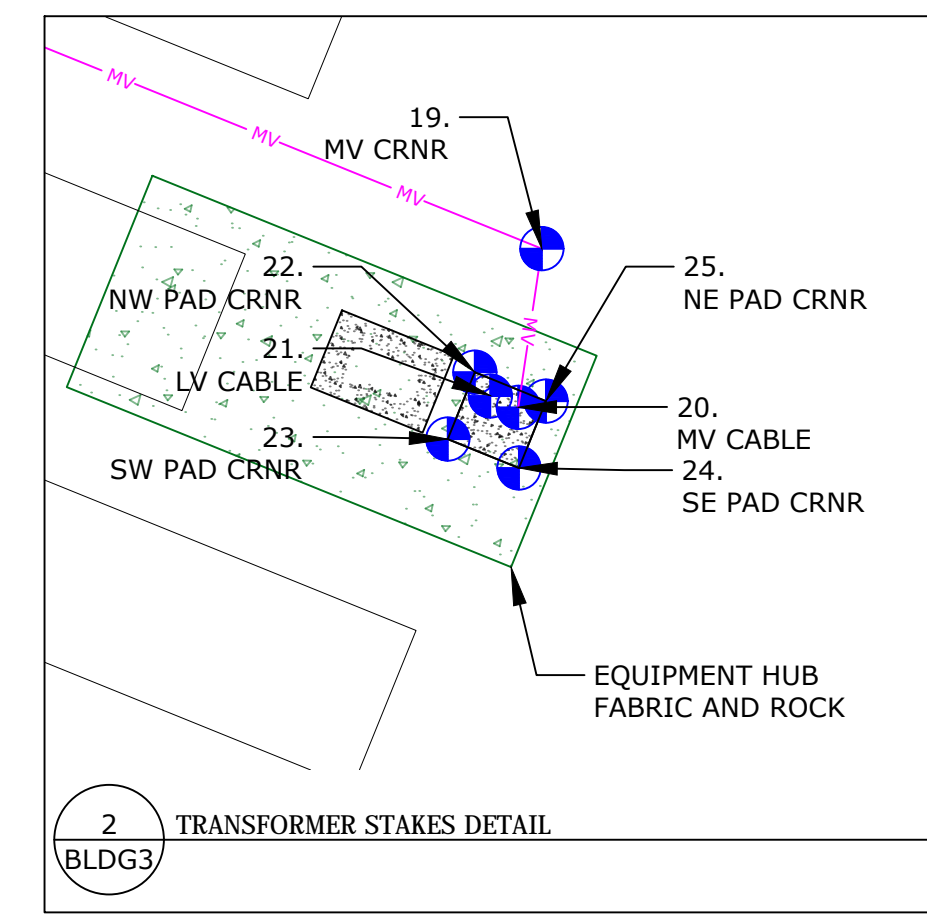 MV
MV
MV
19.
MV CRNR
22.
NW PAD CRNR
25.
NE PAD CRNR
MV
21.
LV CABLE
20.
MV CABLE
23.
SW PAD CRNR
24.
SE PAD CRNR
EQUIPMENT HUB
FABRIC AND ROCK
2
BLDG3
TRANSFORMER STAKES DETAIL